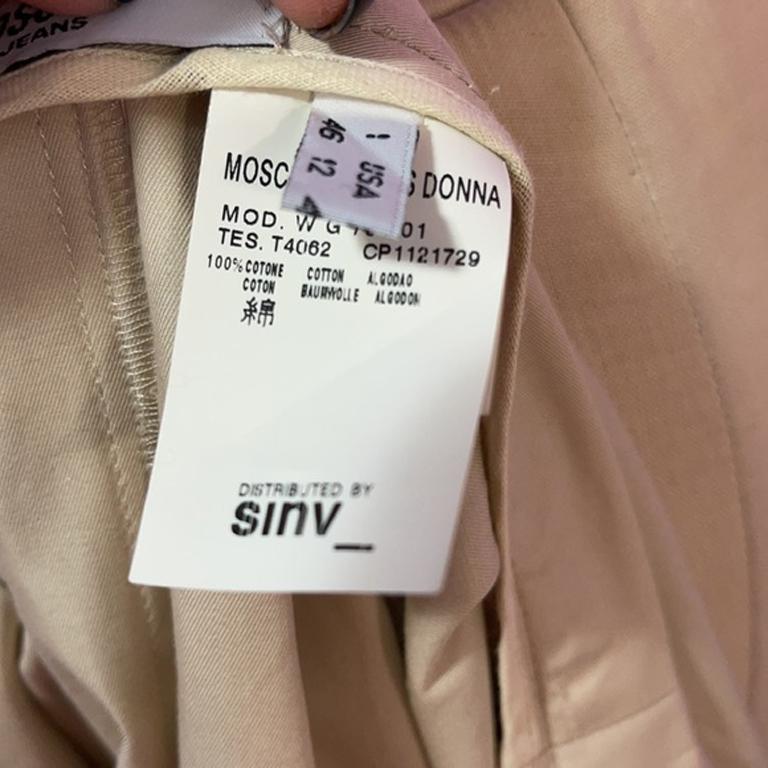 JEANS
I USA
46 12
MOSC S DONNA
MOD. W G 01
TES. T4062 CP1121729
100%COTONE COTTON ALGODAO
COTON BAUMWOLLE ALGODON
綿
DISTRIBUTED BY
sinv_